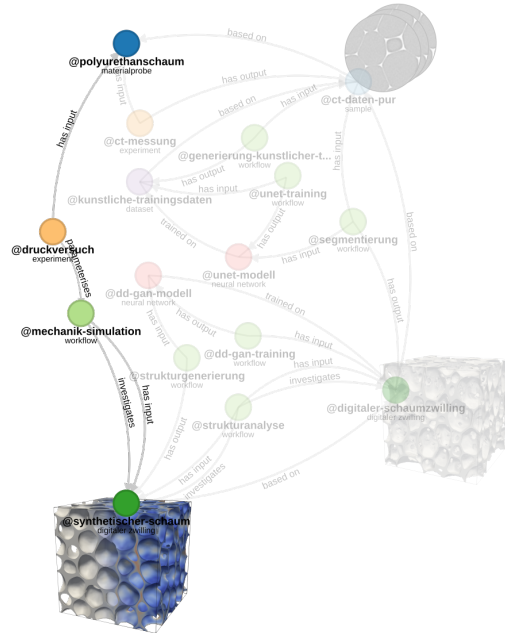 based on
@polyurethanschaum
materialprobe
has input
has output
@ct-daten-pur
sample
based on
has input
@ct-messung
experiment
has input
@generierung-kunstlicher-t...
workflow
has output
@unet-training
workflow
has input
@kunstliche-trainingsdaten
dataset
has input
based on
trained on
has output
@segmentierung
workflow
@druckversuch
experiment
parameterises
@unet-modell
neural network
has input
@dd-gan-modell
neural network
trained on
has output
@mechanik-simulation
workflow
has output
has input
has input
@dd-gan-training
workflow
has input
@strukturgenerierung
workflow
investigates
investigates
has input
@digitaler-schaumzwilling
digitaler zwilling
@strukturanalyse
workflow
has output
has input
investigates
based on
@synthetischer-schaum
digitaler zwilling